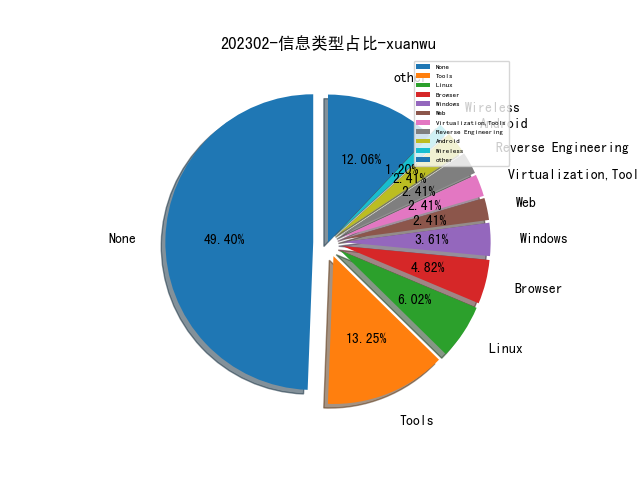 202302-信息类型占比-xuanwu
other
Wireless
Android
Reverse Engineering
Virtualization,Tool
Web
Windows
Browser
Linux
Tools
None
12.06%
1.20%
2.41%
2.41%
2.41%
2.41%
3.61%
4.82%
6.02%
13.25%
49.40%
None
Tools
Linux
Browser
Windows
Web
Virtualization,Tools
Reverse Engineering
Android
Wireless
other